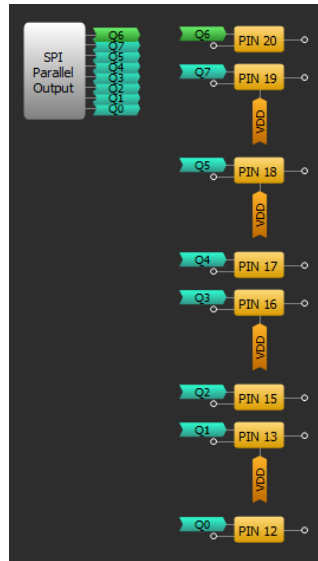 SPI
Parallel
Output
Q6
Q7
Q5
Q4
Q3
Q2
Q1
Q0
Q6
PIN 20
Q7
PIN 19
VDD
Q5
PIN 18
VDD
Q4
PIN 17
Q3
PIN 16
VDD
Q2
PIN 15
Q1
PIN 13
VDD
Q0
PIN 12